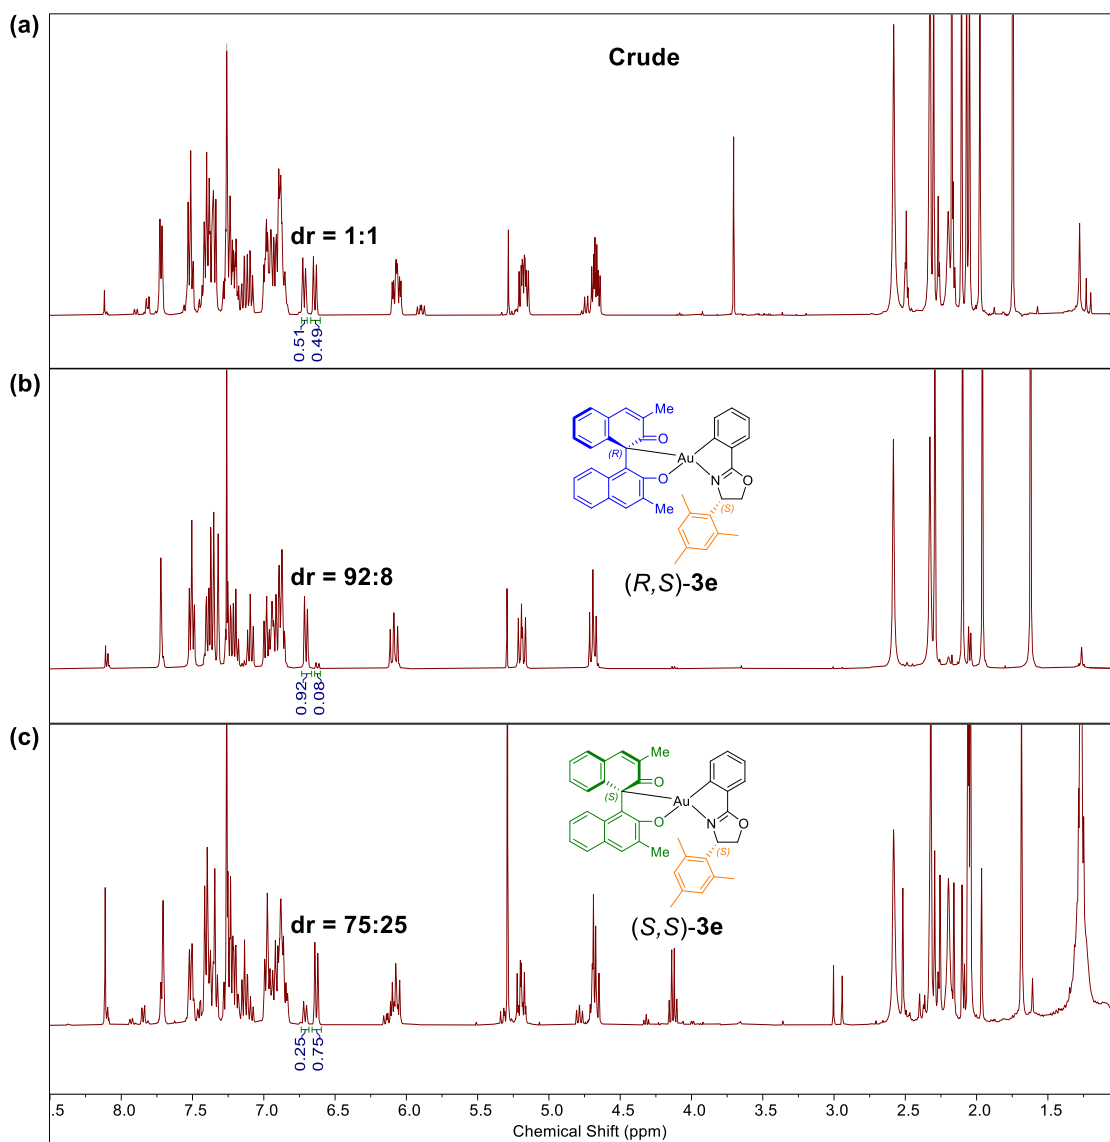 (a)
Crude
dr = 1:1
0.51
0.49
(b)
Me
O
(R)
Au
O
N
O
Me
(S)
dr = 92:8
(R,S)-3e
0.92
0.08
(c)
Me
O
(S)
Au
O
N
O
Me
(S)
dr = 75:25
(S,S)-3e
0.25
0.75
.5 8.0 7.5 7.0 6.5 6.0 5.5 5.0 4.5 4.0 3.5 3.0 2.5 2.0 1.5
Chemical Shift (ppm)